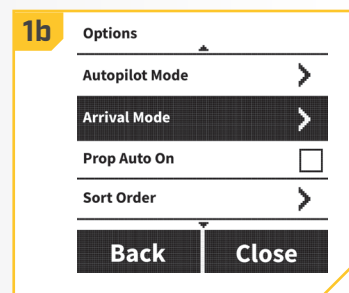 1b
Options
Autopilot Mode
Arrival Mode
Prop Auto On
Sort Order
Back Close